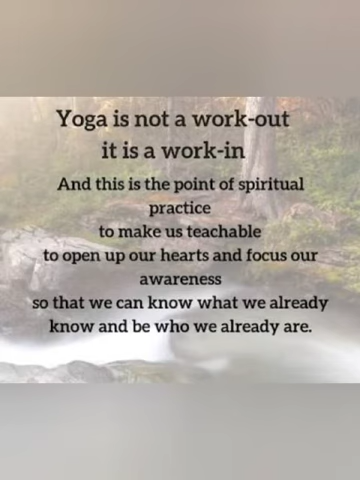 Yoga is not a work-out
it is a work-in
And this is the point of spiritual
practice
to make us teachable
to open up our hearts and focus our
awareness
so that we can know what we already
know and be who we already are.